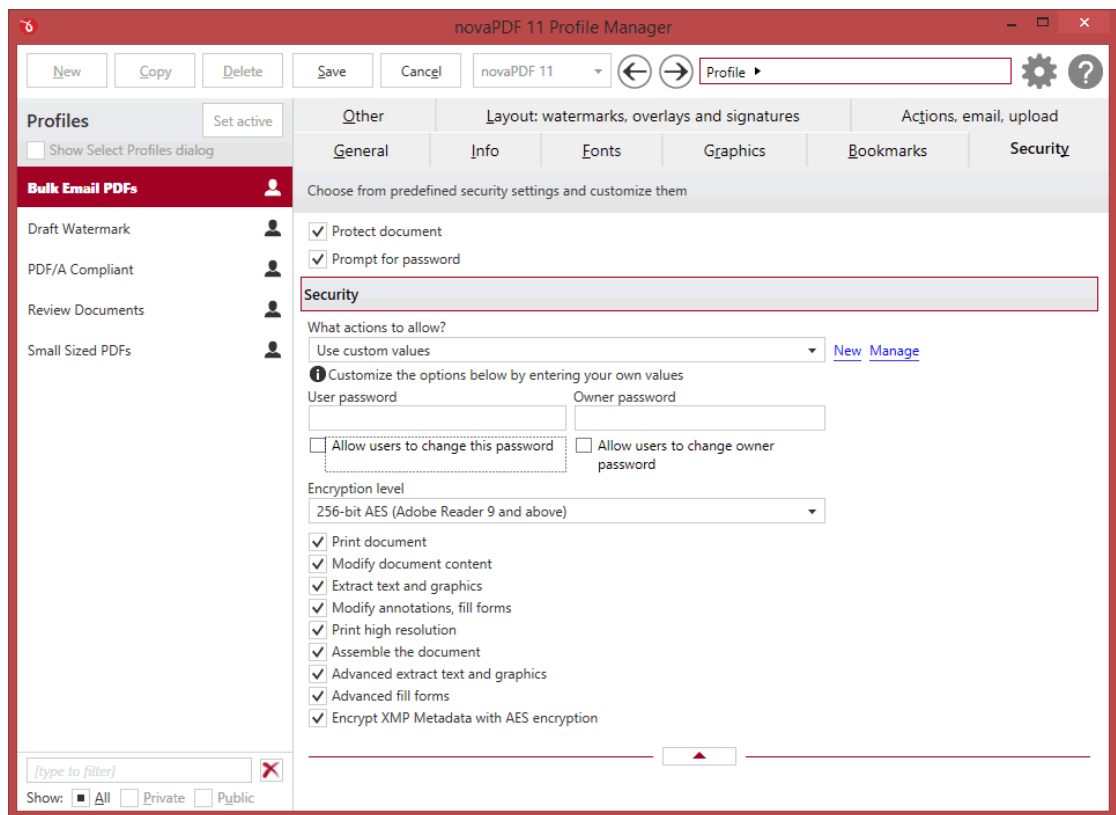 novaPDF 11 Profile Manager
New Copy Delete Save Cancel novaPDF 11 Profile
Profiles Set active
Show Select Profiles dialog
Bulk Email PDFs
Draft Watermark
PDF/A Compliant
Review Documents
Small Sized PDFs
[type to filter]
Show: All Private Public
Other Layout: watermarks, overlays and signatures Actions, email, upload
General Info Fonts Graphics Bookmarks Security
Choose from predefined security settings and customize them
Protect document
Prompt for password
Security
What actions to allow?
Use custom values New Manage
Customize the options below by entering your own values
User password Owner password
Allow users to change this password Allow users to change owner
password
Encryption level
256-bit AES (Adobe Reader 9 and above)
Print document
Modify document content
Extract text and graphics
Modify annotations, fill forms
Print high resolution
Assemble the document
Advanced extract text and graphics
Advanced fill forms
Encrypt XMP Metadata with AES encryption